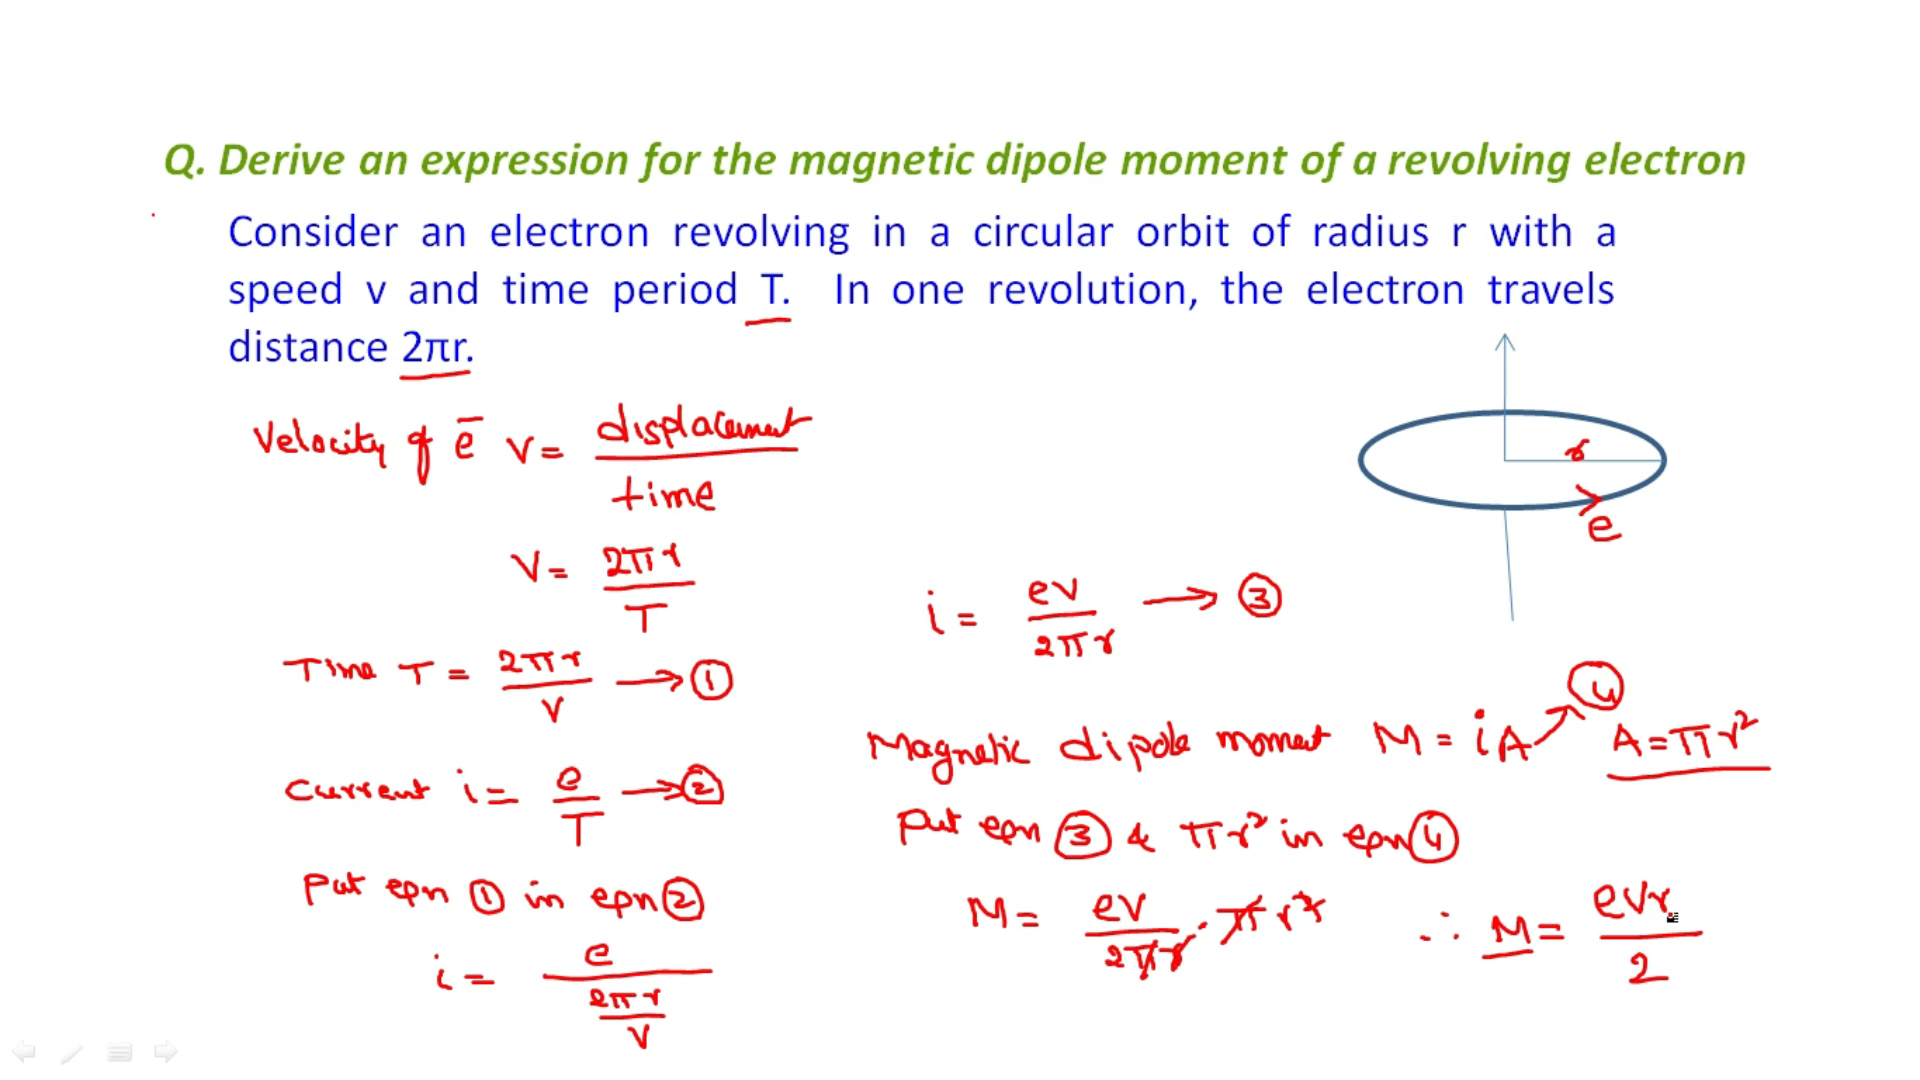 Q. Derive an expression for the magnetic dipole moment of a revolving electron
Consider an electron revolving in a circular orbit of radius r with a
speed v and time period T. In one revolution, the electron travels
distance 2πr.
Velocity of e̅ V = displacement / time
V = 2πr / T
Time T = 2πr / V → ①
Current i = e / T → ②
Put eqn ① in eqn ②
i = e / (2πr / V)
r
e
i = eV / 2πr → ③
Magnetic dipole moment M = iA → ④ A = πr²
Put eqn ③ & πr² in eqn ④
M = eV / 2πr · πr²
∴ M = eVr / 2